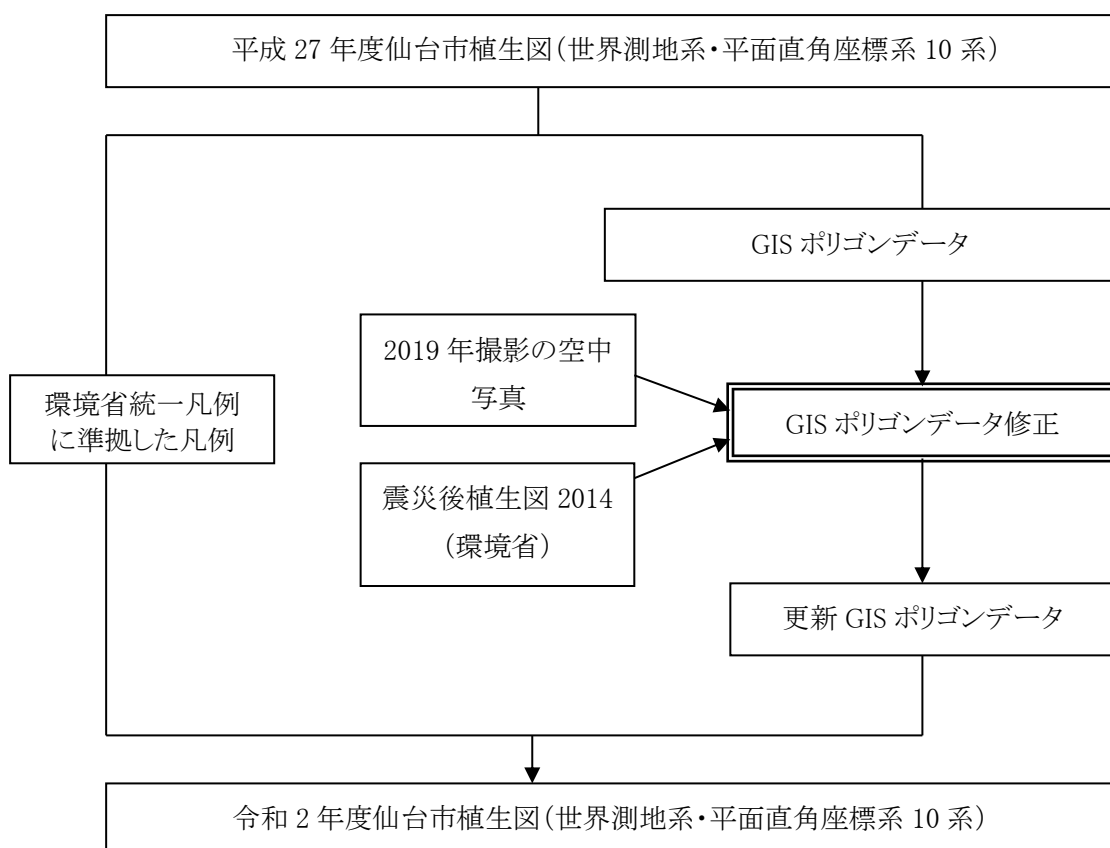 平成 27 年度仙台市植生図(世界測地系・平面直角座標系 10 系)
GIS ポリゴンデータ
2019 年撮影の空中
写真
環境省統一凡例
に準拠した凡例
GIS ポリゴンデータ修正
震災後植生図 2014
(環境省)
更新 GIS ポリゴンデータ
令和 2 年度仙台市植生図(世界測地系・平面直角座標系 10 系)